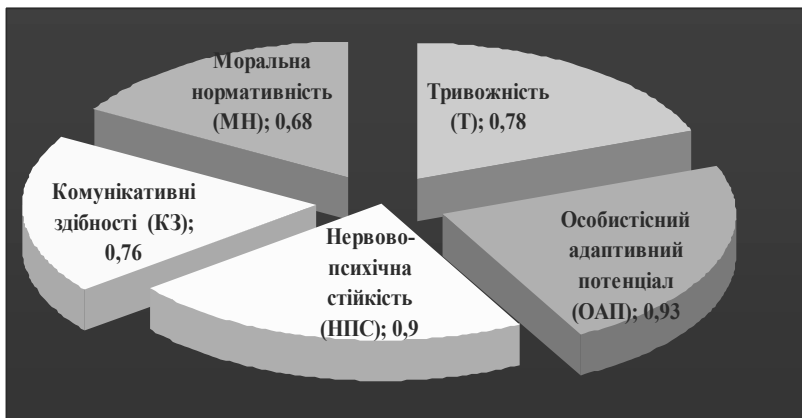 Моральна
нормативність
(МН); 0,68
Тривожність
(Т); 0,78
Комунікативні
здібності (КЗ);
0,76
Нервово-
психічна
стійкість
(НПС); 0,9
Особистісний
адаптивний
потенціал
(ОАП); 0,93